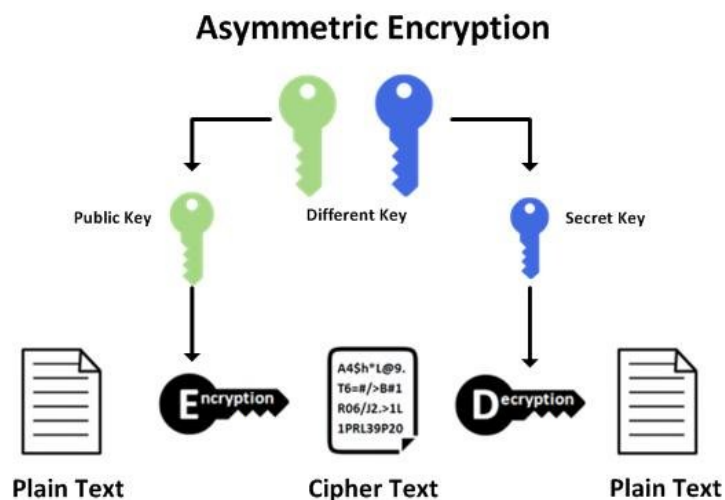 Asymmetric Encryption
Public Key
Different Key
Secret Key
Encryption
A4$h*L@9.
T6=#/>B#1
R06/J2.>1L
1PRL39P20
Decryption
Plain Text
Cipher Text
Plain Text